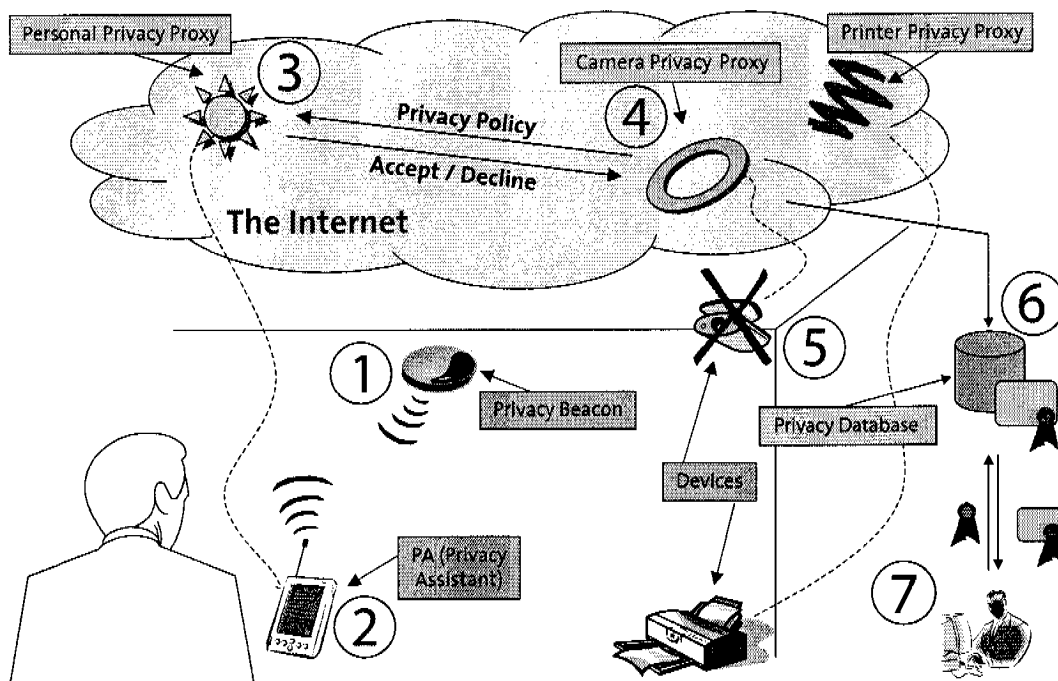 Personal Privacy Proxy
3
Camera Privacy Proxy
Printer Privacy Proxy
4
Privacy Policy
Accept / Decline
The Internet
1
Privacy Beacon
5
6
Privacy Database
Devices
PA (Privacy
Assistant)
2
7